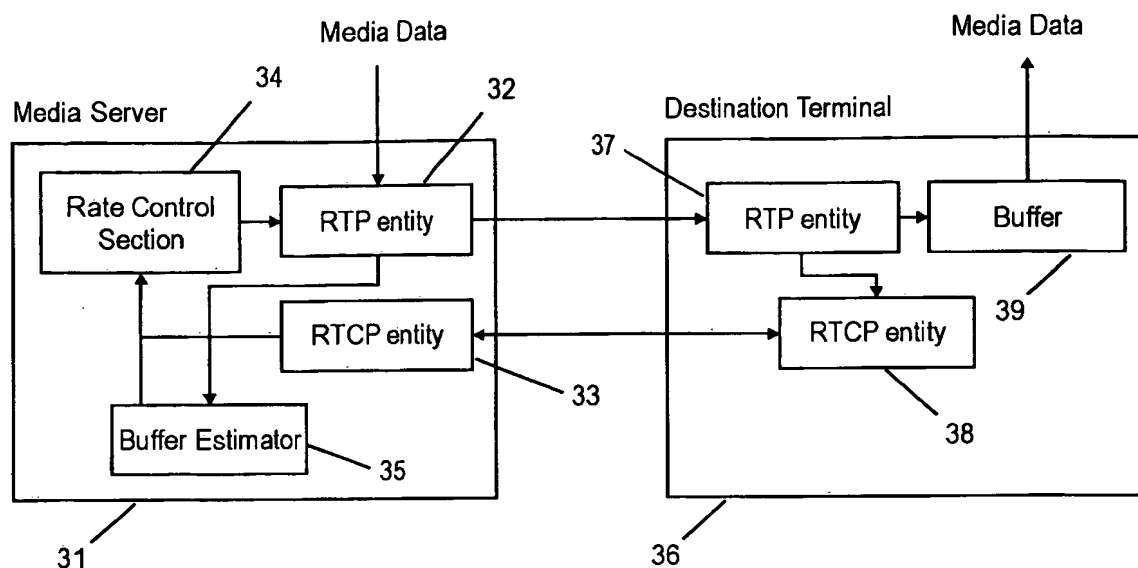 Media Data
Media Data
34
32
Media Server
Destination Terminal
37
Rate Control
Section
RTP entity
RTP entity
Buffer
39
RTCP entity
RTCP entity
33
38
Buffer Estimator
35
31
36